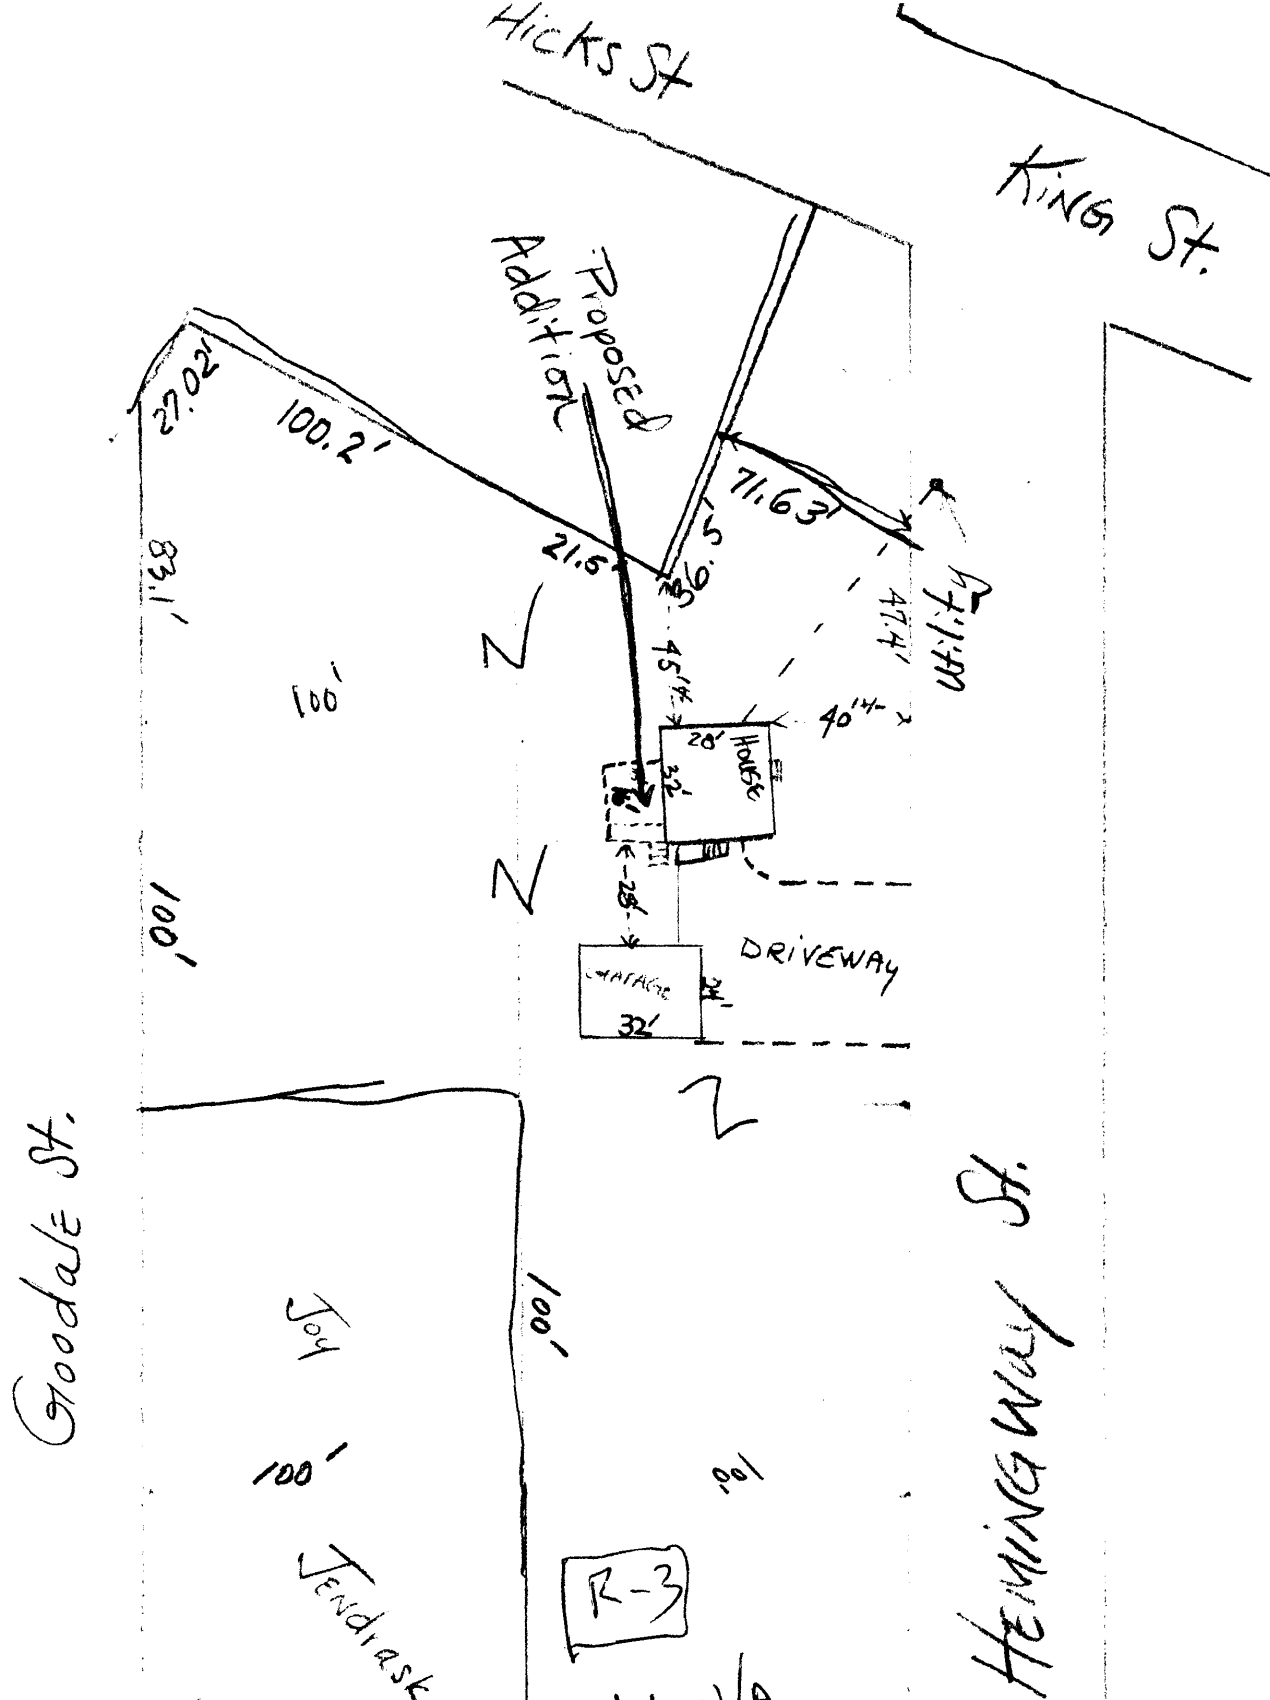 Hicks St
King St.
Proposed
Addition
27.02'
100.2'
71.63'
21.5'
36.5'
83.1'
47.4'
utility
100'
45'+/-
40'+/-
28'
HOUSE
32'
16'
28'
100'
DRIVEWAY
GARAGE
24'
32'
Goodale St.
HEMINGWAY St.
100'
Joy
100'
100'
R-3